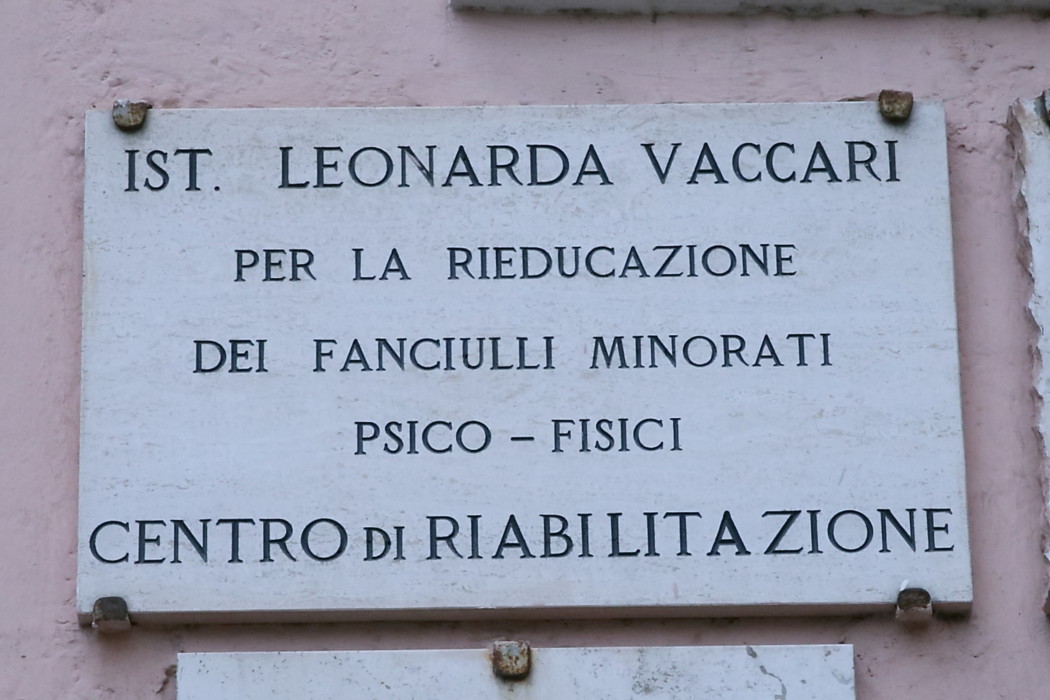 IST. LEONARDA VACCARI
PER LA RIEDUCAZIONE
DEI FANCIULLI MINORATI
PSICO – FISICI
CENTRO DI RIABILITAZIONE